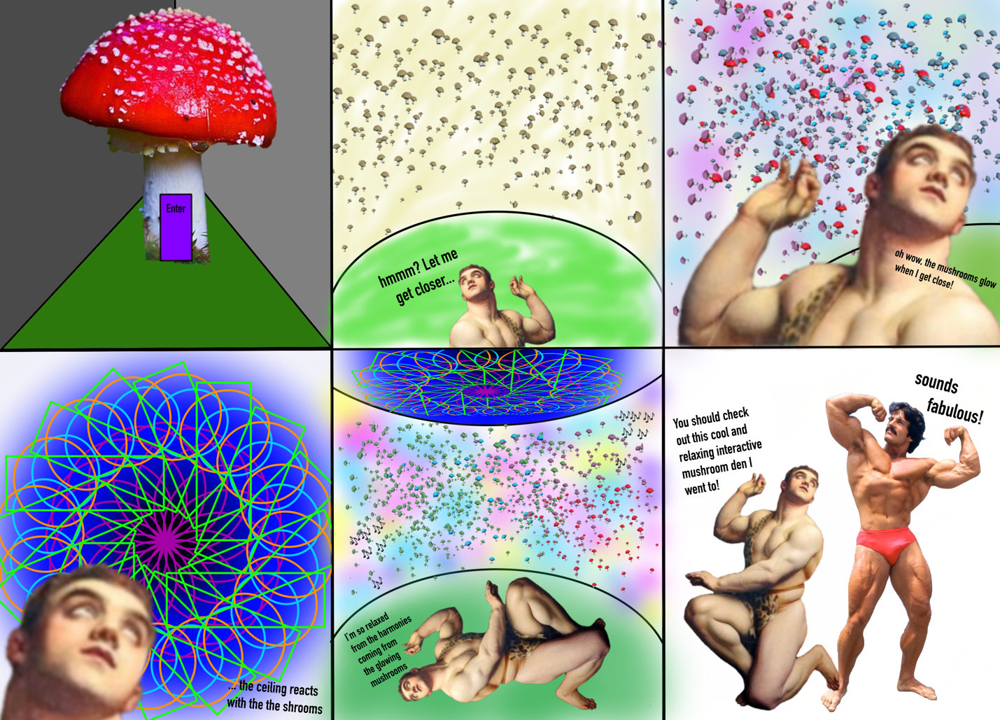 Enter
hmmm? Let me
get closer...
oh wow, the mushrooms glow
when I get close!
... the ceiling reacts
with the the shrooms
I'm so relaxed
from the harmonies
coming from
the glowing
mushrooms
You should check
out this cool and
relaxing interactive
mushroom den I
went to!
sounds
fabulous!